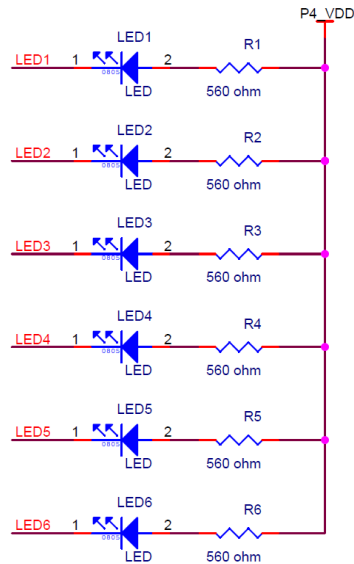 P4_VDD
LED1 R1
LED1 1 2
0805
LED 560 ohm
LED2 R2
LED2 1 2
0805
LED 560 ohm
LED3 R3
LED3 1 2
0805
LED 560 ohm
LED4 R4
LED4 1 2
0805
LED 560 ohm
LED5 R5
LED5 1 2
0805
LED 560 ohm
LED6 R6
LED6 1 2
0805
LED 560 ohm